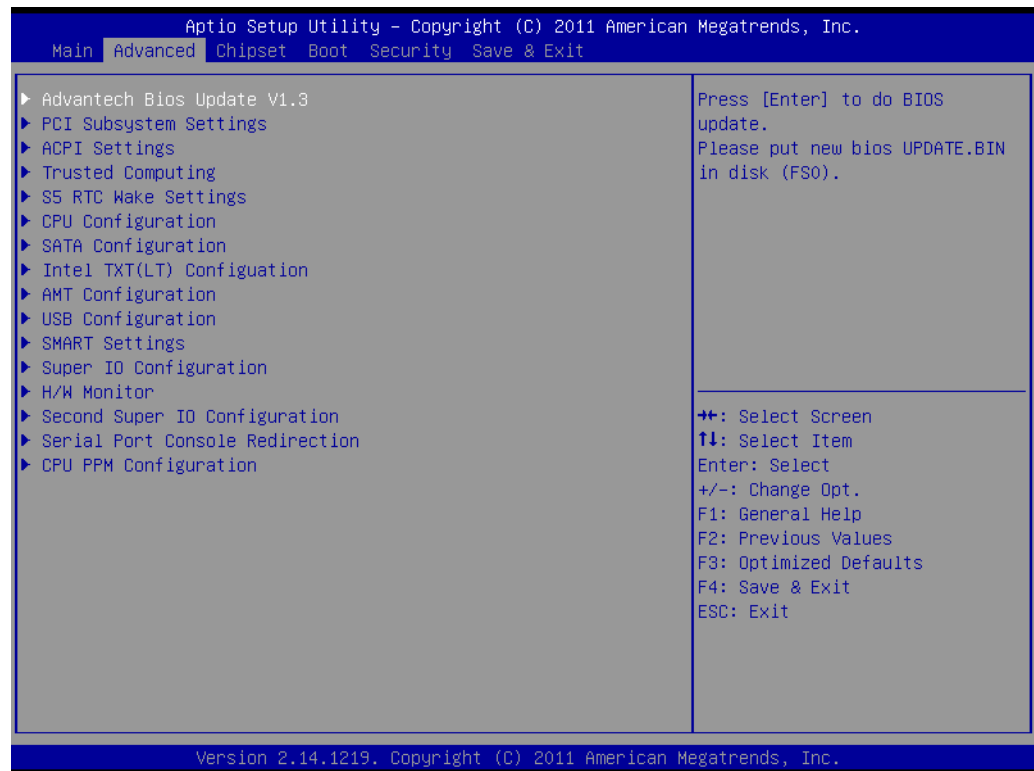 Aptio Setup Utility – Copyright (C) 2011 American Megatrends, Inc.
Main Advanced Chipset Boot Security Save & Exit
▶ Advantech Bios Update V1.3
▶ PCI Subsystem Settings
▶ ACPI Settings
▶ Trusted Computing
▶ S5 RTC Wake Settings
▶ CPU Configuration
▶ SATA Configuration
▶ Intel TXT(LT) Configuation
▶ AMT Configuration
▶ USB Configuration
▶ SMART Settings
▶ Super IO Configuration
▶ H/W Monitor
▶ Second Super IO Configuration
▶ Serial Port Console Redirection
▶ CPU PPM Configuration
Press [Enter] to do BIOS
update.
Please put new bios UPDATE.BIN
in disk (FS0).
→←: Select Screen
↑↓: Select Item
Enter: Select
+/-: Change Opt.
F1: General Help
F2: Previous Values
F3: Optimized Defaults
F4: Save & Exit
ESC: Exit
Version 2.14.1219. Copyright (C) 2011 American Megatrends, Inc.